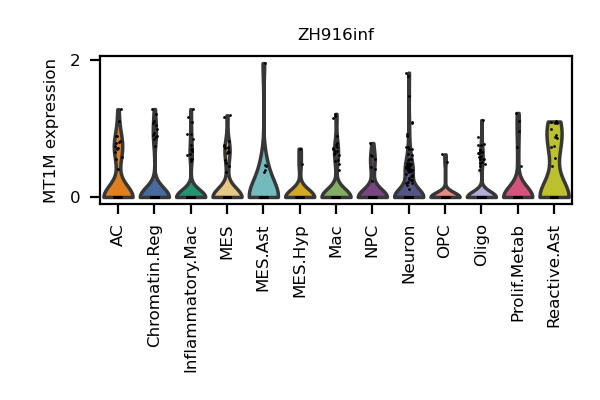 ZH916inf
MT1M expression
2
0
AC
Chromatin.Reg
Inflammatory.Mac
MES
MES.Ast
MES.Hyp
Mac
NPC
Neuron
OPC
Oligo
Prolif.Metab
Reactive.Ast